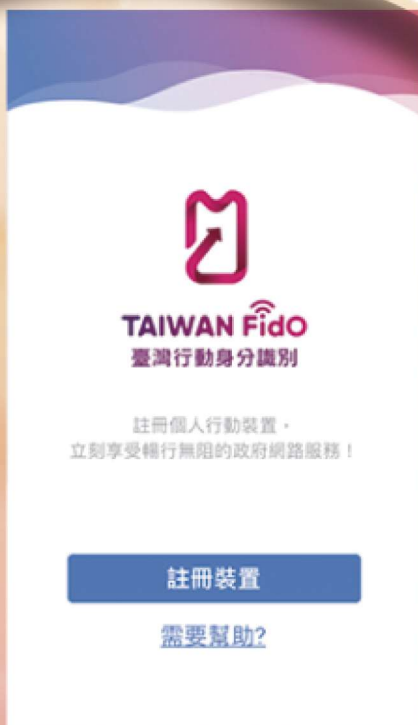 TAIWAN FidO
臺灣行動身分識別
註冊個人行動裝置，
立刻享受暢行無阻的政府網路服務！
註冊裝置
需要幫助?